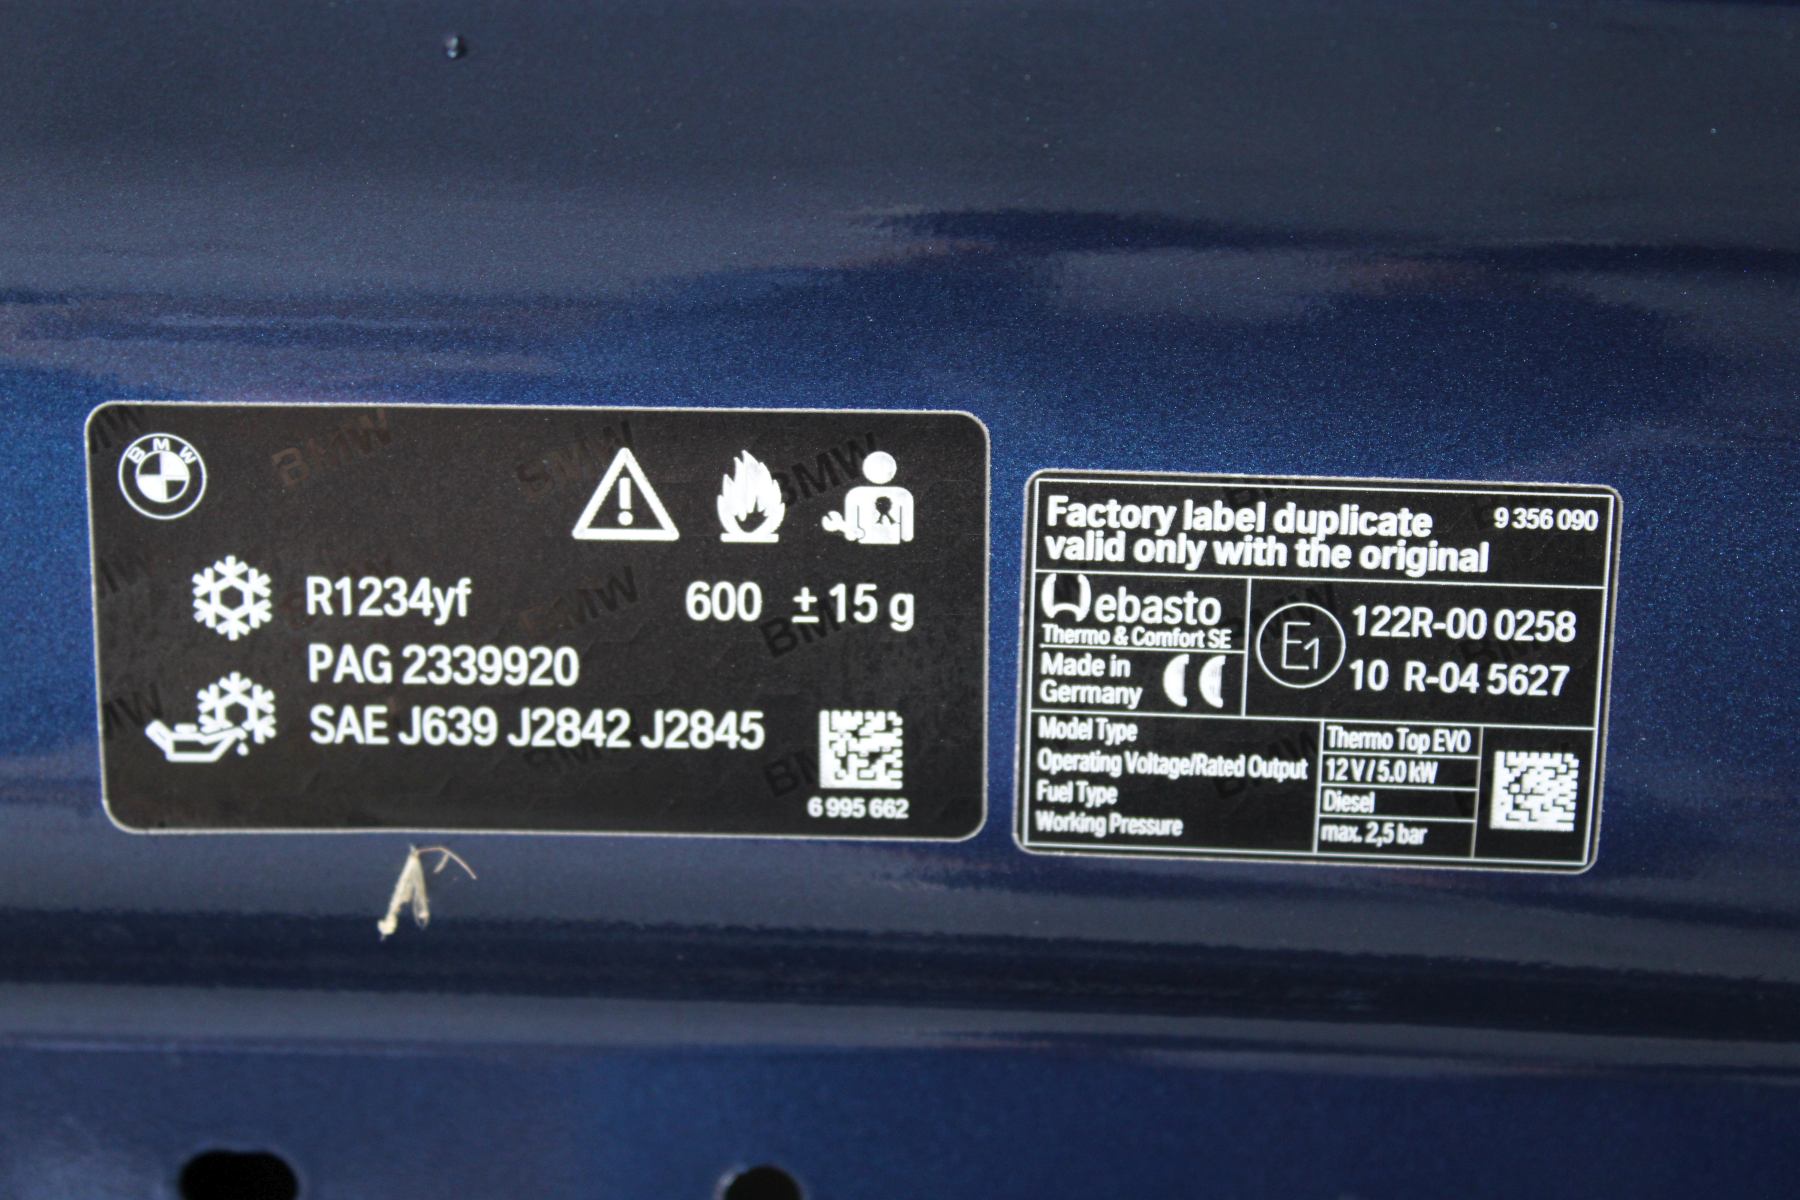 BMW
R1234yf 600 ± 15 g
PAG 2339920
SAE J639 J2842 J2845
6 995 662
Factory label duplicate
valid only with the original
9 356 090
Webasto
Thermo & Comfort SE
Made in
Germany
CE
E1
122R-00 0258
10 R-04 5627
Model Type Thermo Top EVO
Operating Voltage/Rated Output 12 V / 5.0 kW
Fuel Type Diesel
Working Pressure max. 2,5 bar